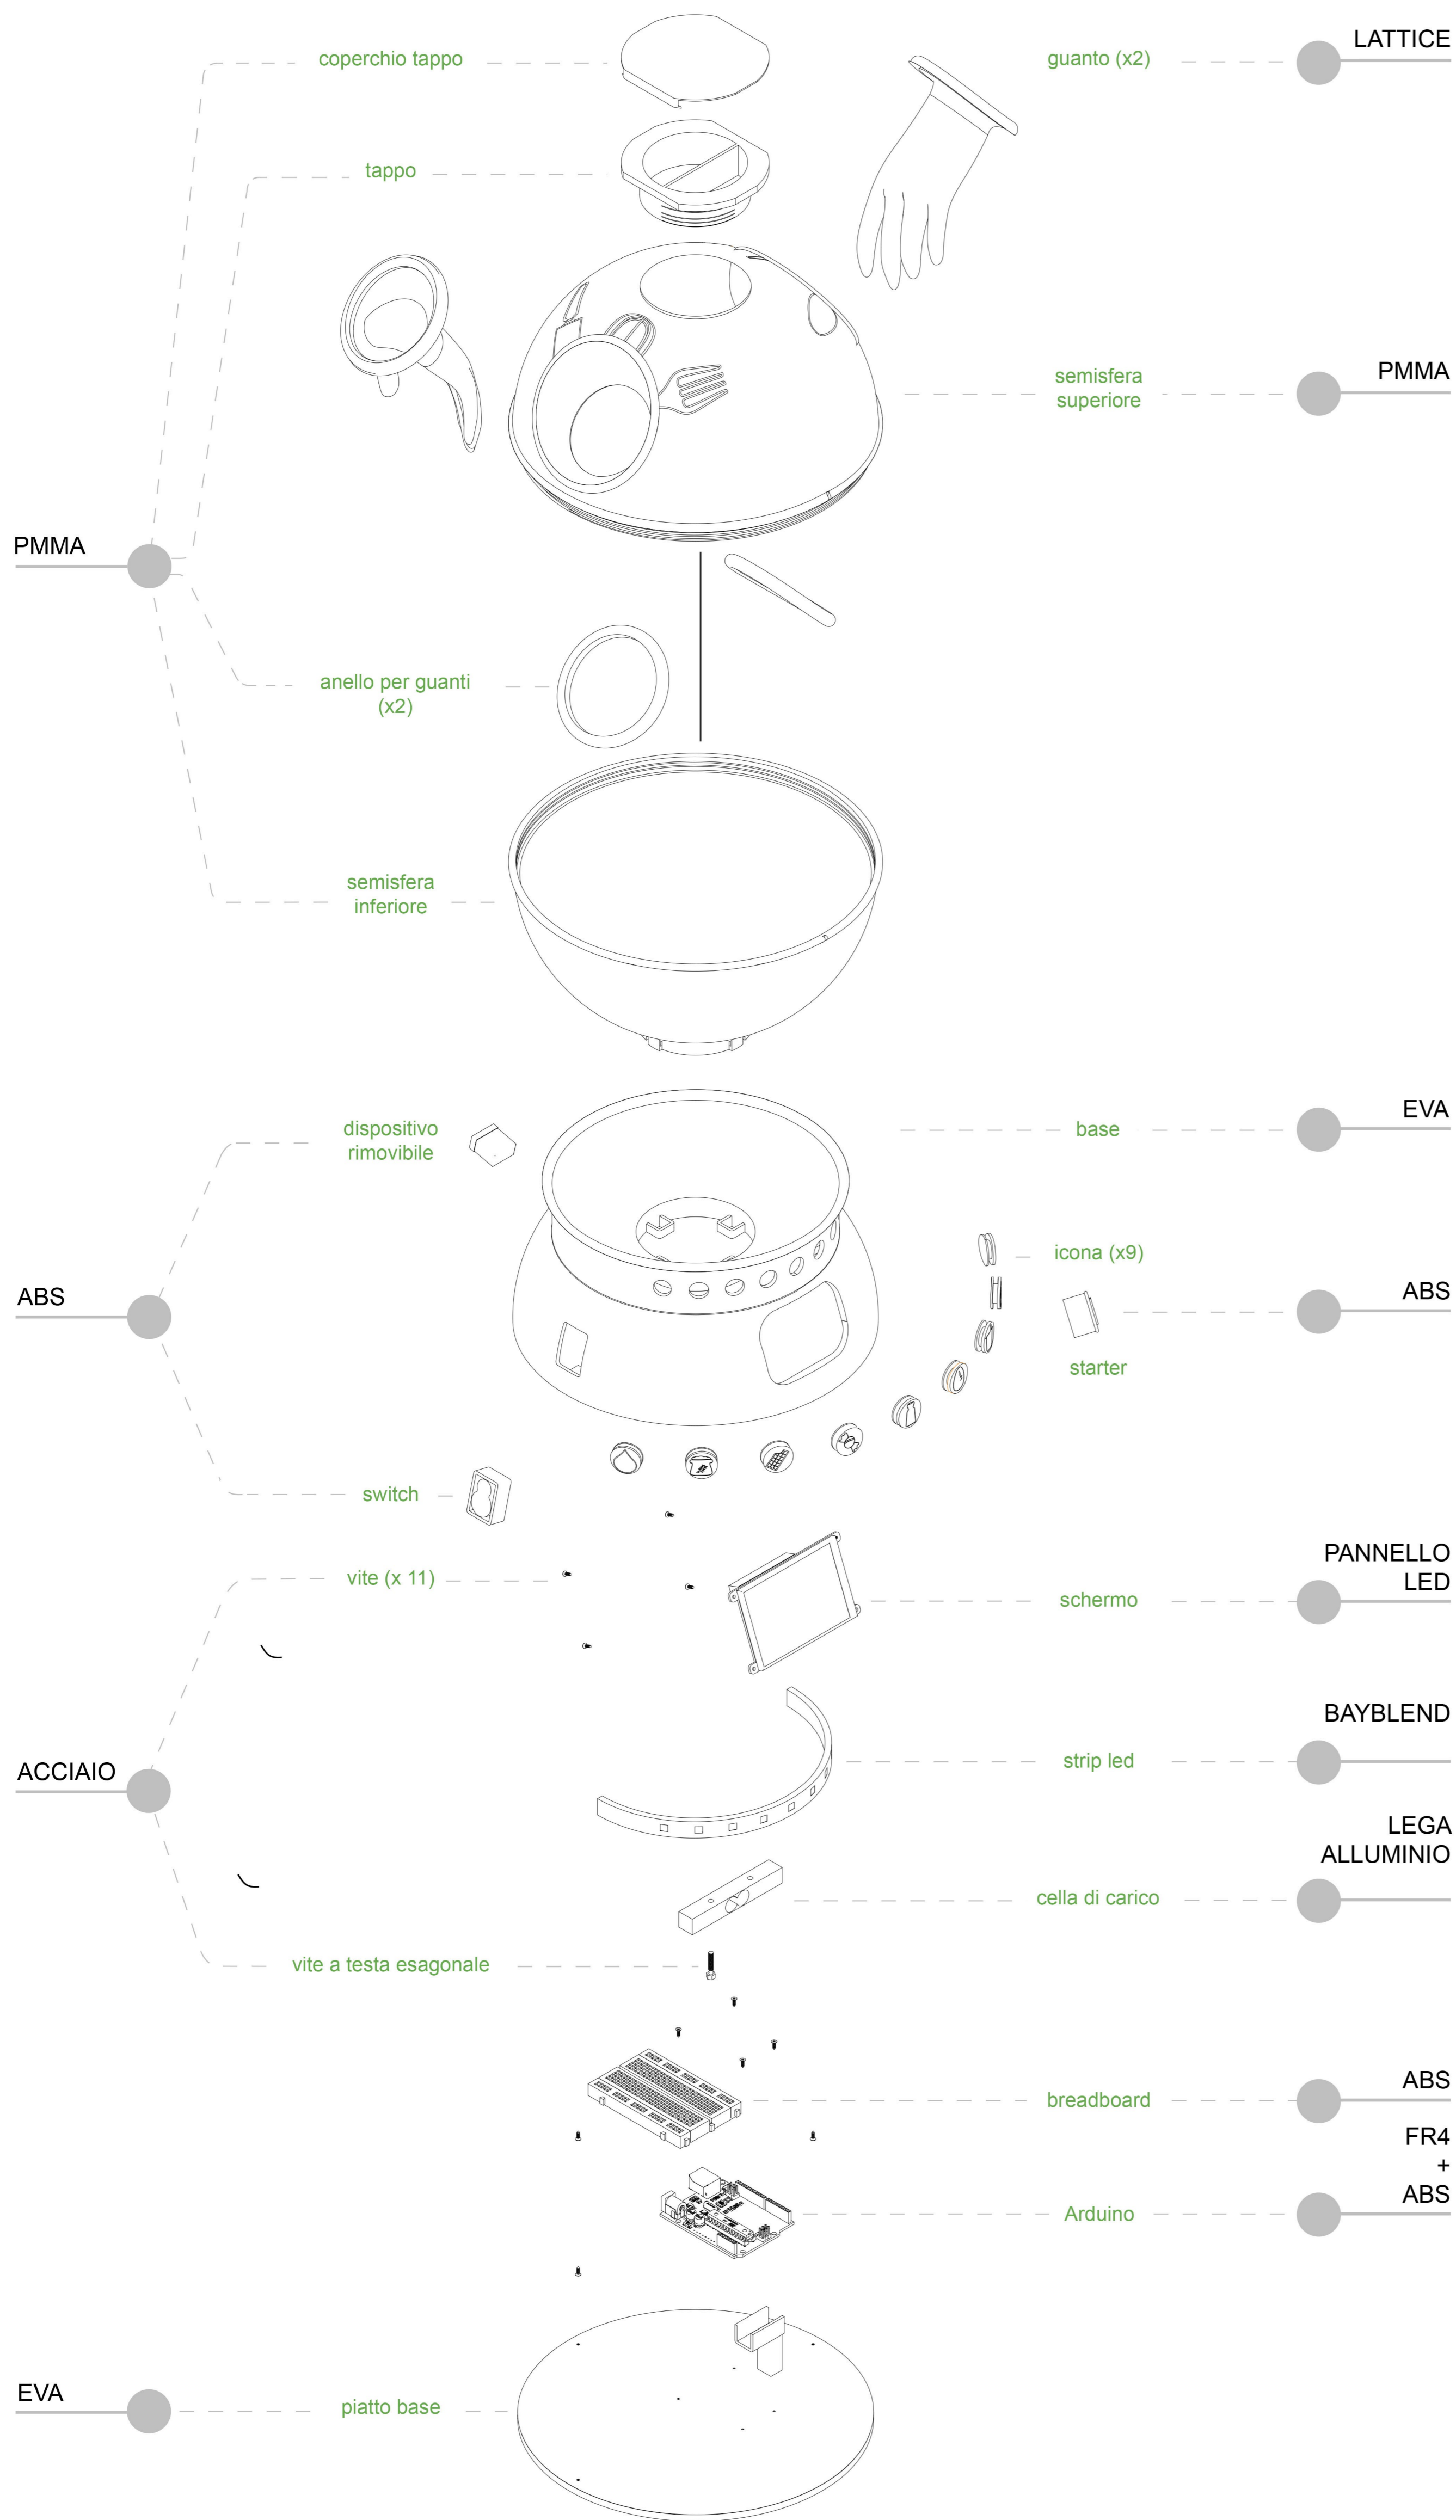 LATTICE
coperchio tappo
guanto (x2)
tappo
semisfera
superiore
PMMA
PMMA
anello per guanti
(x2)
semisfera
inferiore
EVA
dispositivo
rimovibile
base
icona (x9)
ABS
ABS
starter
switch
PANNELLO
LED
vite (x 11)
schermo
BAYBLEND
strip led
ACCIAIO
LEGA
ALLUMINIO
cella di carico
vite a testa esagonale
ABS
breadboard
FR4
+
ABS
Arduino
EVA
piatto base